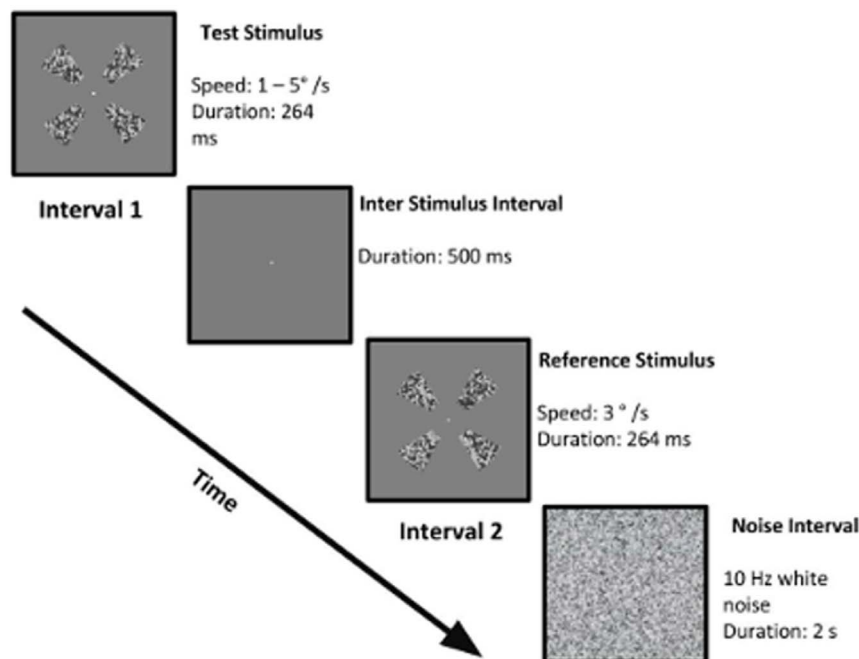 Test Stimulus
Speed: 1 – 5° /s
Duration: 264
ms
Interval 1
Inter Stimulus Interval
Duration: 500 ms
Reference Stimulus
Speed: 3 ° /s
Duration: 264 ms
Time
Interval 2
Noise Interval
10 Hz white
noise
Duration: 2 s